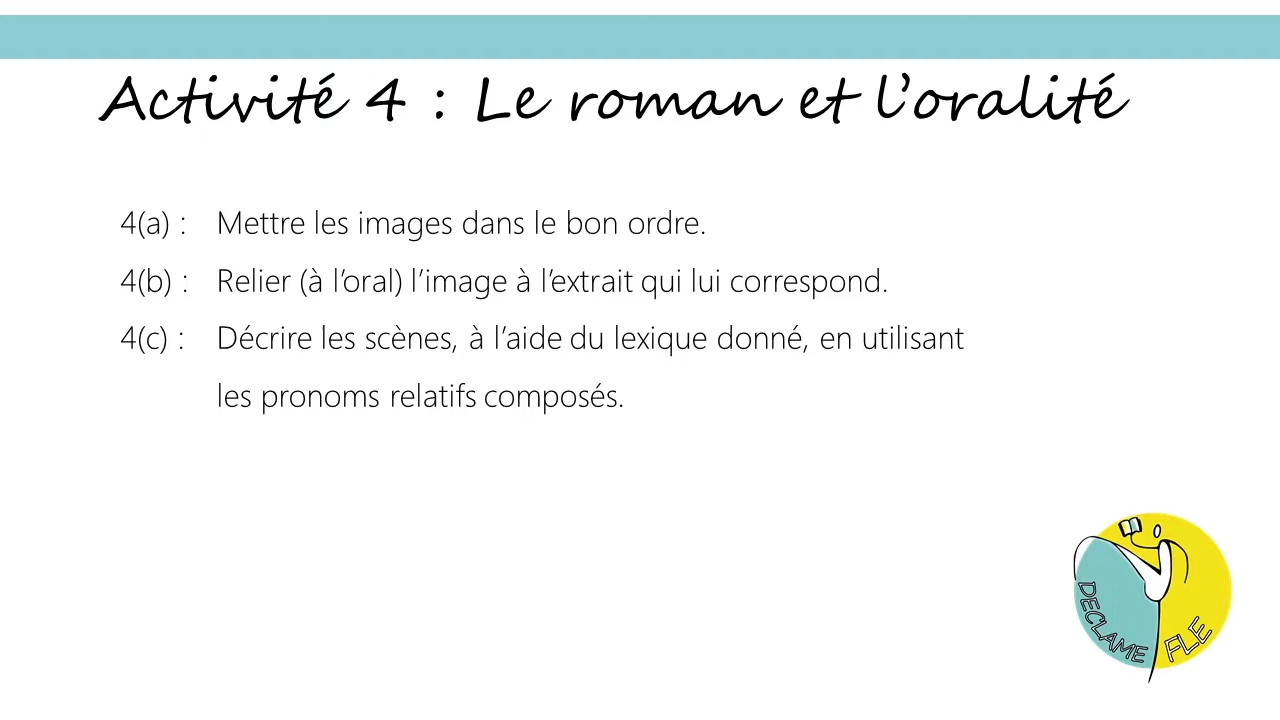 Activité 4 : Le roman et l’oralité
4(a) : Mettre les images dans le bon ordre.
4(b) : Relier (à l’oral) l’image à l’extrait qui lui correspond.
4(c) : Décrire les scènes, à l’aide du lexique donné, en utilisant
les pronoms relatifs composés.
DECLAME FLE